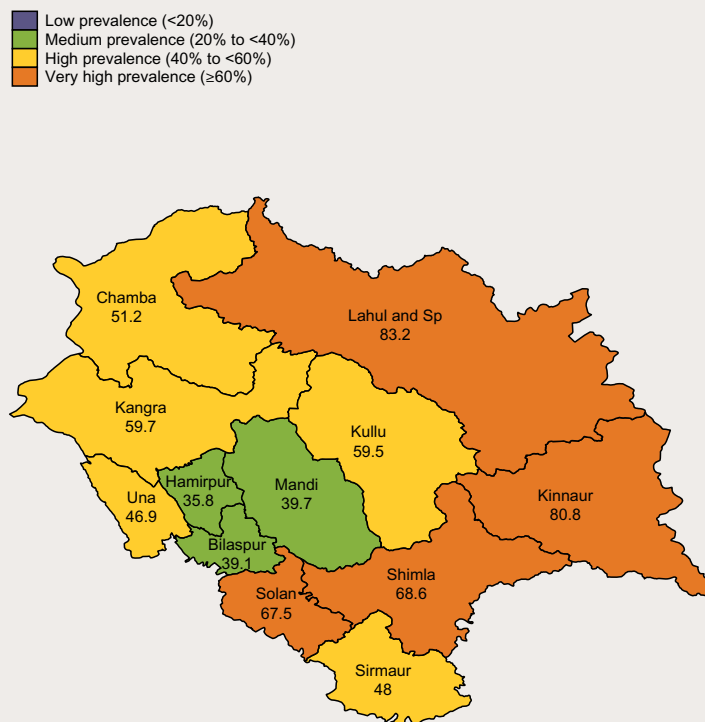 Low prevalence (<20%)
Medium prevalence (20% to <40%)
High prevalence (40% to <60%)
Very high prevalence (≥60%)
Chamba
51.2
Lahul and Sp
83.2
Kangra
59.7
Kullu
59.5
Hamirpur
35.8
Mandi
39.7
Una
46.9
Kinnaur
80.8
Bilaspur
39.1
Shimla
68.6
Solan
67.5
Sirmaur
48